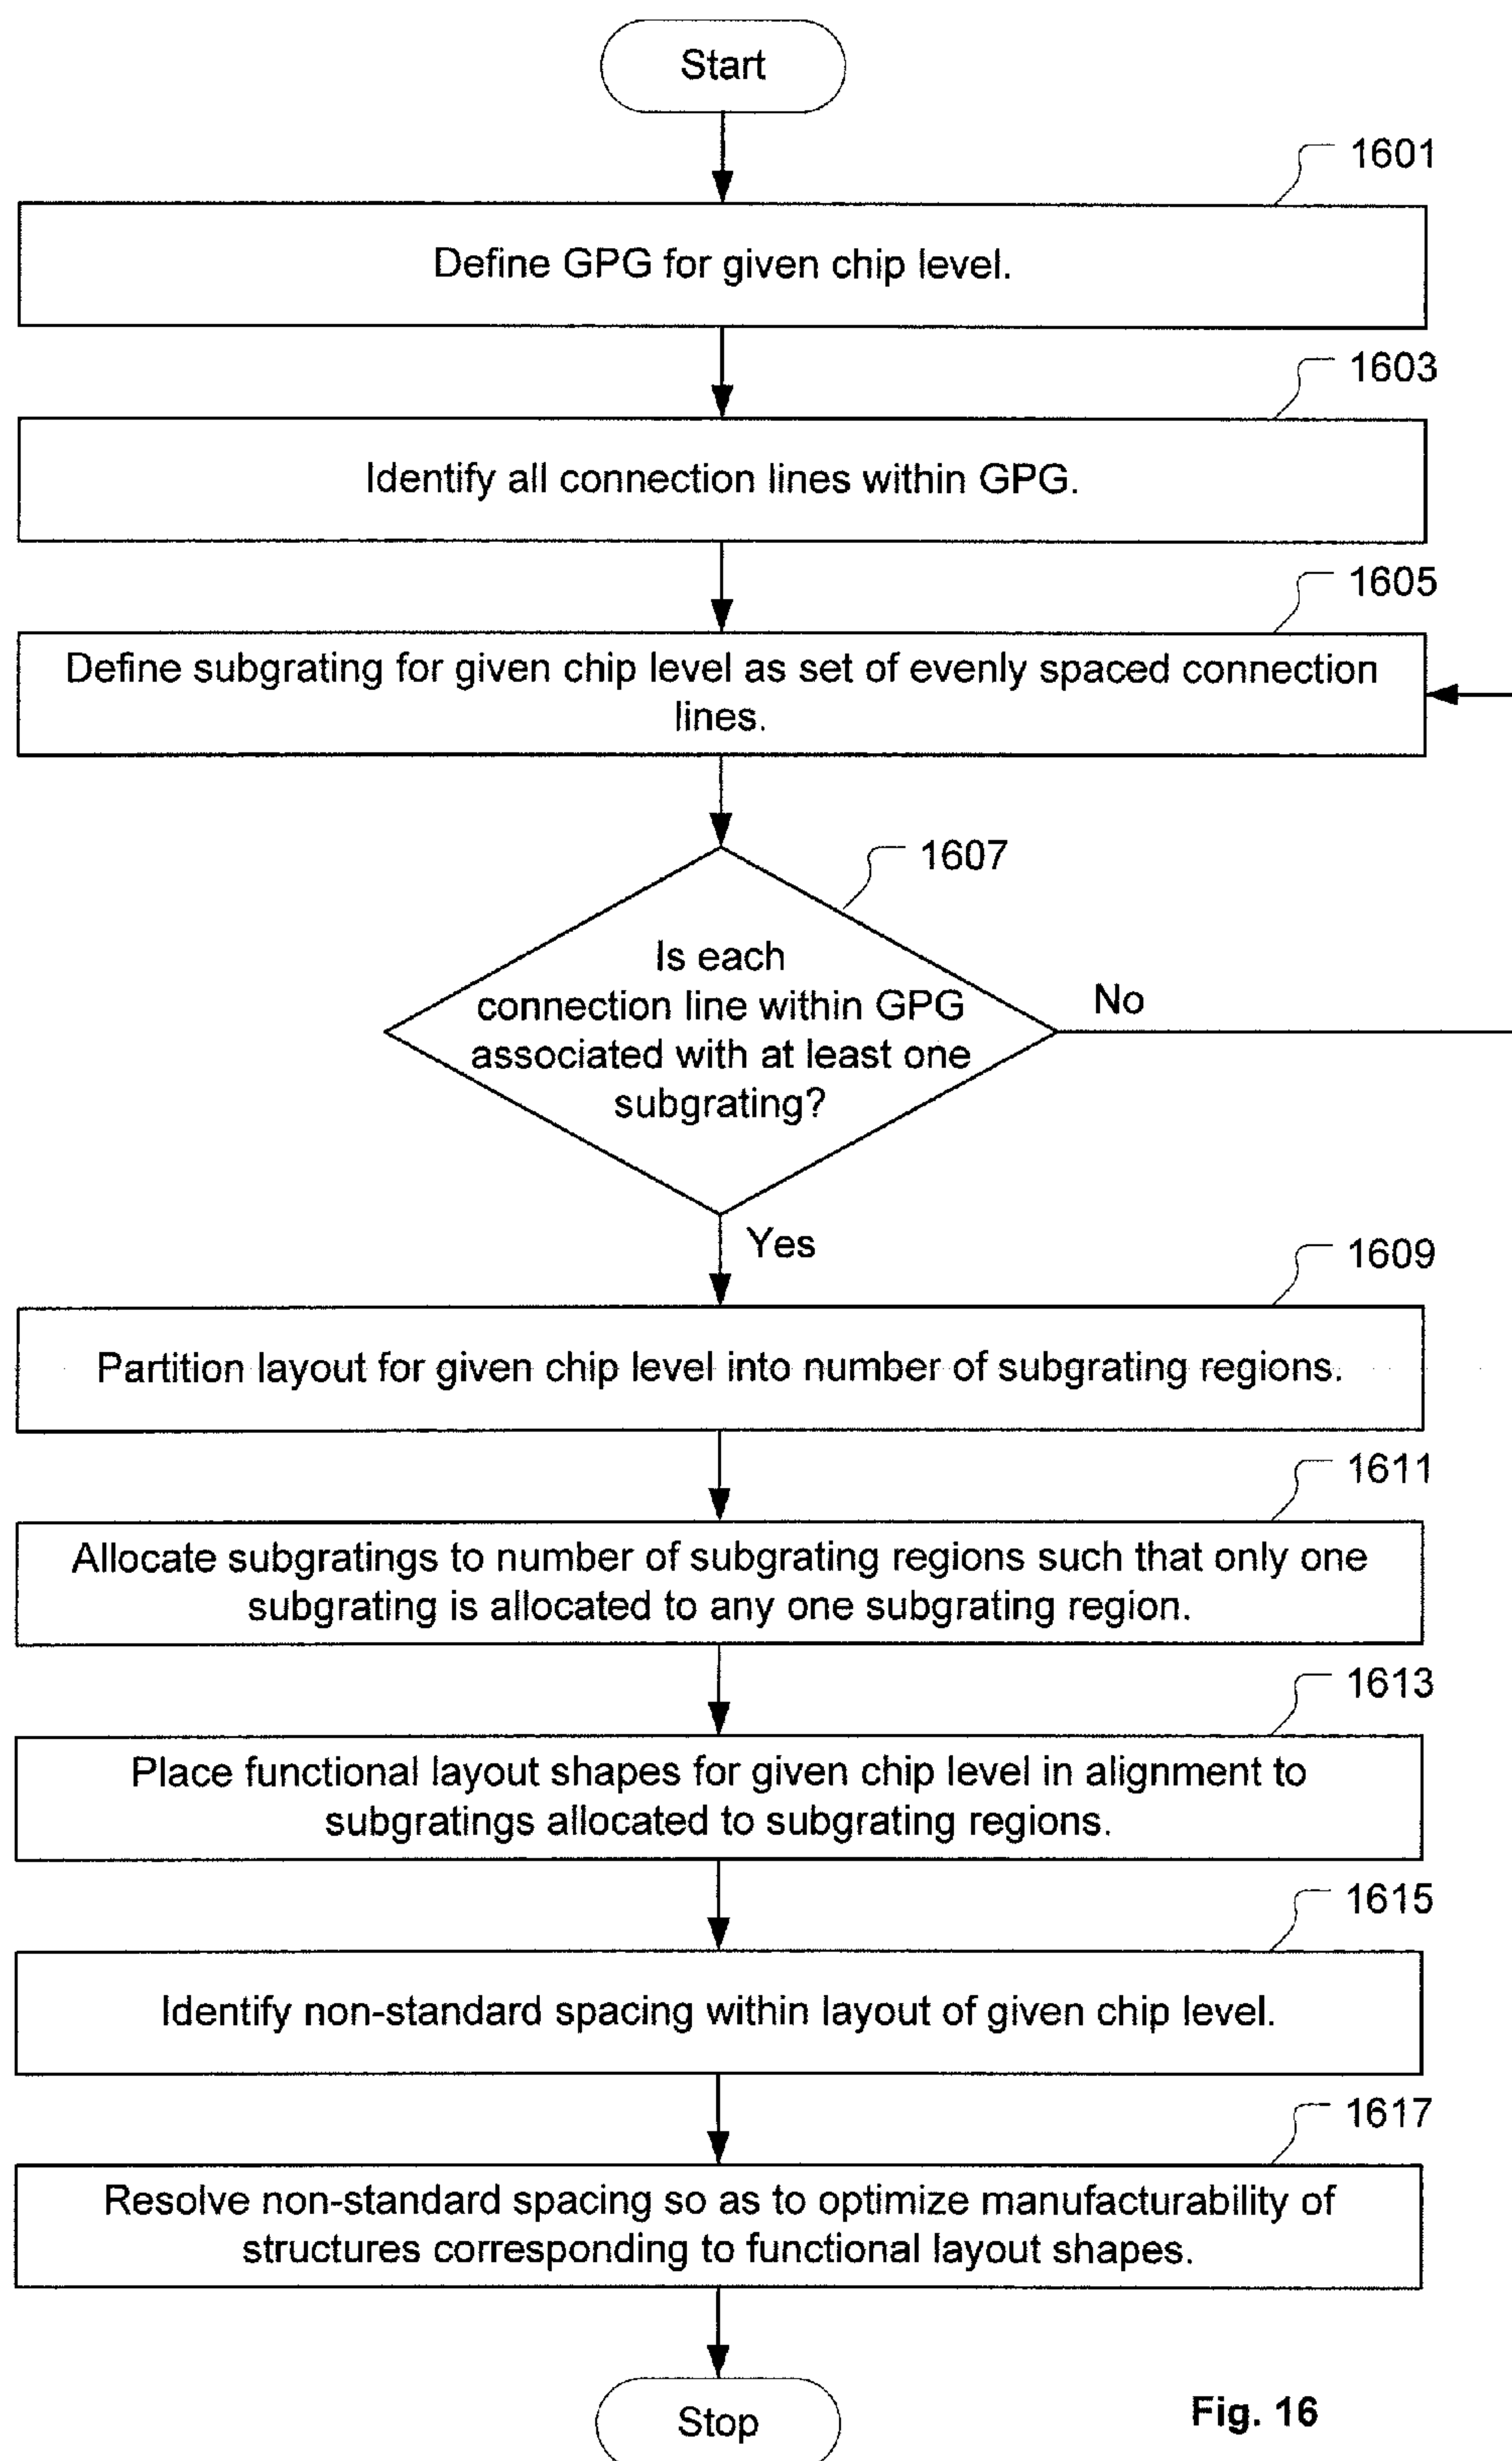 Start
1601
Define GPG for given chip level.
1603
Identify all connection lines within GPG.
1605
Define subgrating for given chip level as set of evenly spaced connection
lines.
1607
Is each
connection line within GPG
associated with at least one
subgrating?
No
Yes
1609
Partition layout for given chip level into number of subgrating regions.
1611
Allocate subgratings to number of subgrating regions such that only one
subgrating is allocated to any one subgrating region.
1613
Place functional layout shapes for given chip level in alignment to
subgratings allocated to subgrating regions.
1615
Identify non-standard spacing within layout of given chip level.
1617
Resolve non-standard spacing so as to optimize manufacturability of
structures corresponding to functional layout shapes.
Stop
Fig. 16